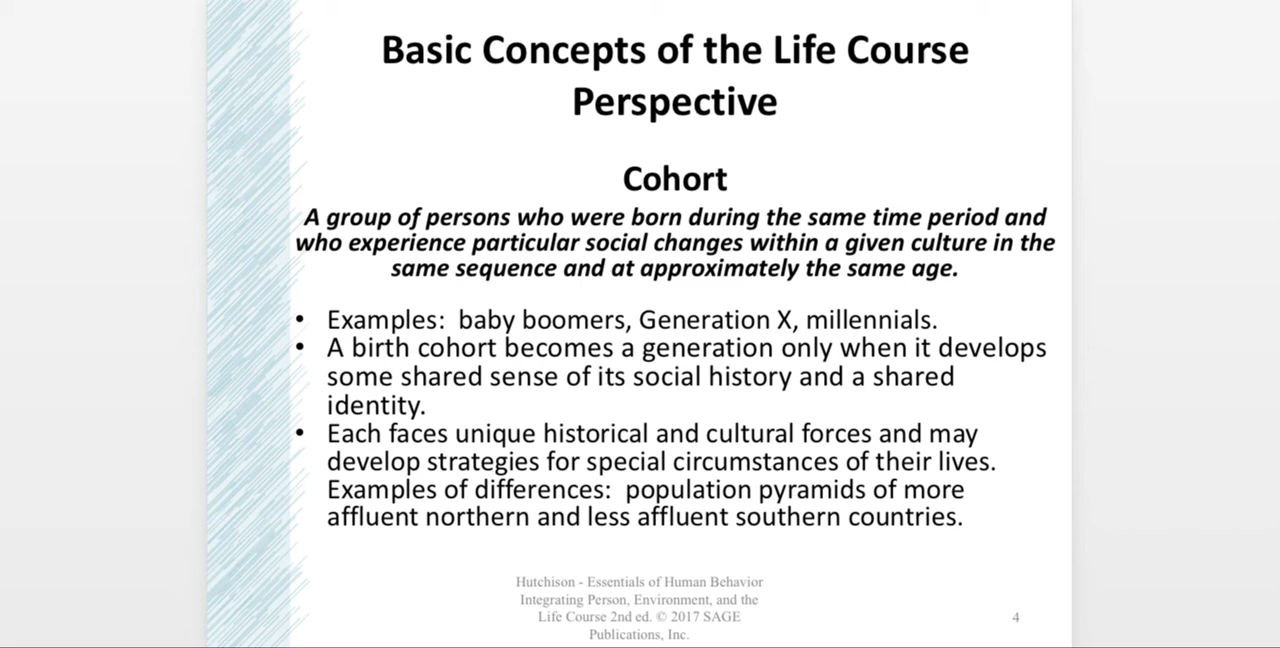 Basic Concepts of the Life Course
Perspective
Cohort
A group of persons who were born during the same time period and
who experience particular social changes within a given culture in the
same sequence and at approximately the same age.
• Examples:  baby boomers, Generation X, millennials.
• A birth cohort becomes a generation only when it develops
some shared sense of its social history and a shared
identity.
• Each faces unique historical and cultural forces and may
develop strategies for special circumstances of their lives.
Examples of differences:  population pyramids of more
affluent northern and less affluent southern countries.
Hutchison - Essentials of Human Behavior
Integrating Person, Environment, and the
Life Course 2nd ed. © 2017 SAGE
Publications, Inc.
4